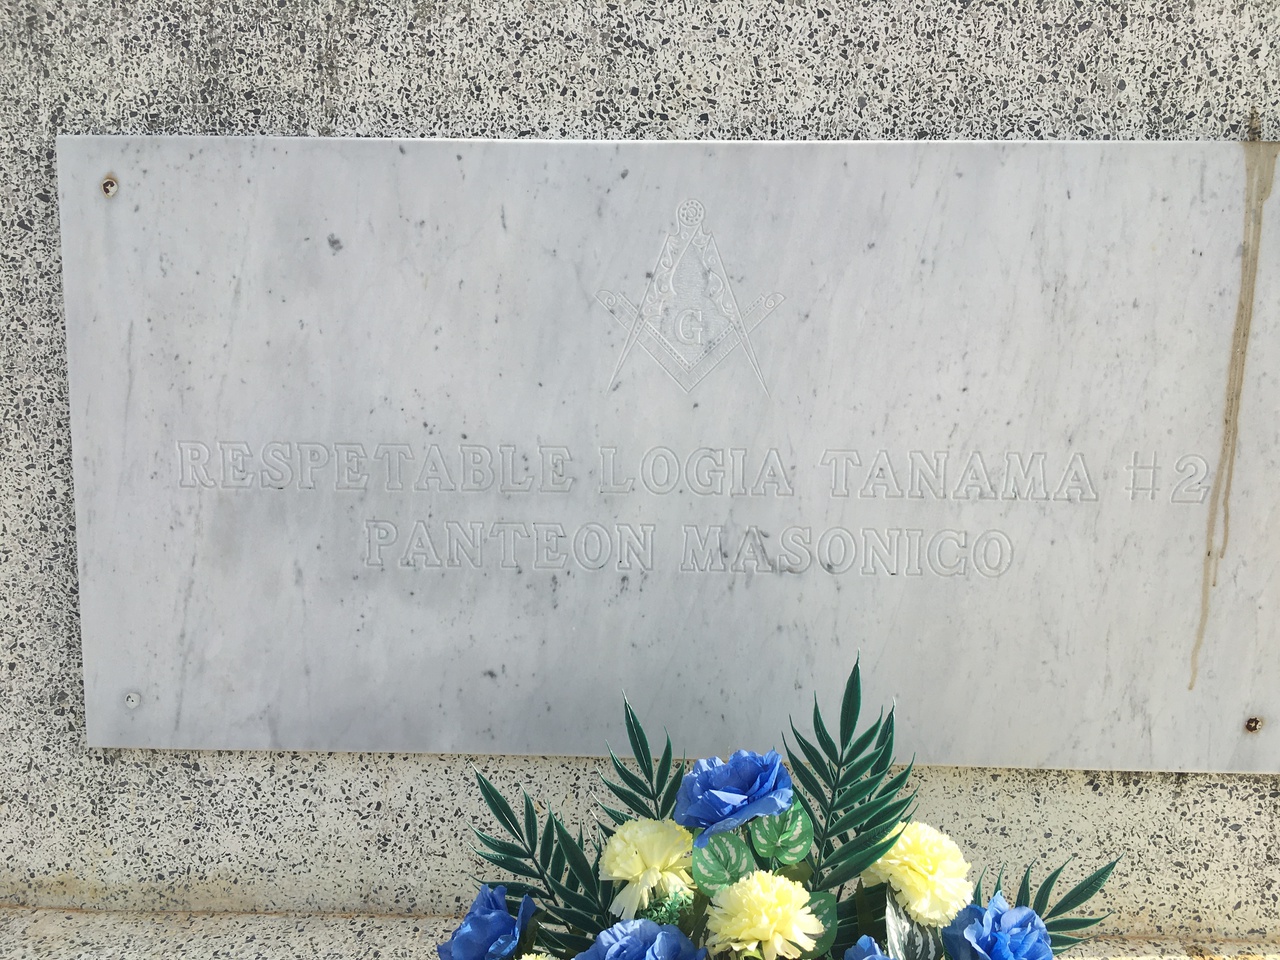 G
RESPETABLE LOGIA TANAMA #2
PANTEON MASONICO